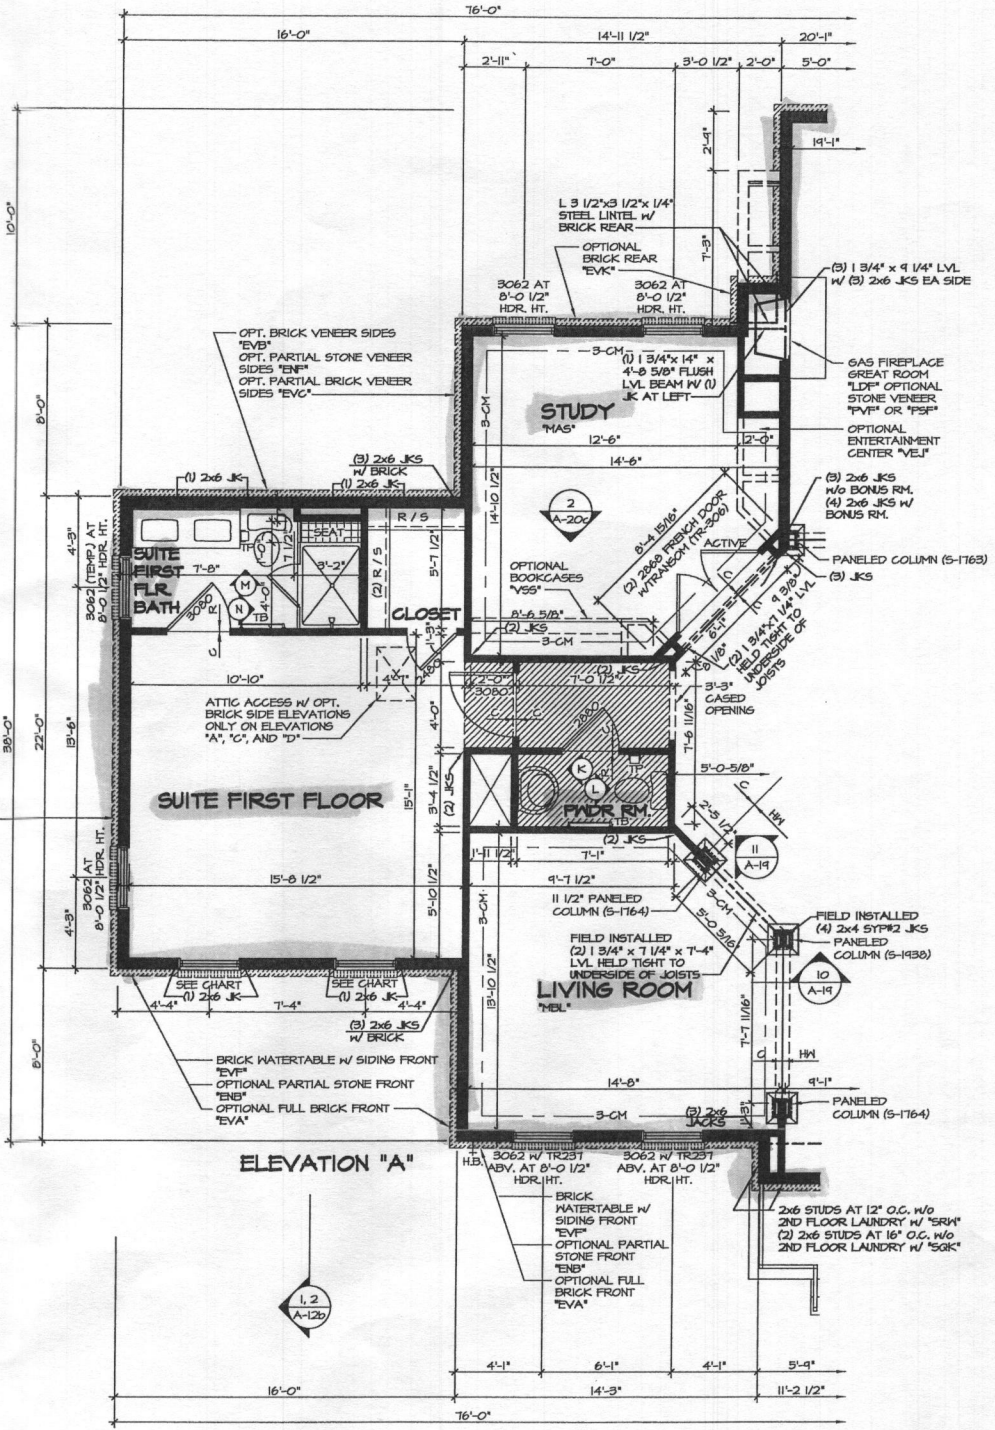 76'-0"
16'-0"
14'-11 1/2"
20'-1"
2'-11"
7'-0"
3'-0 1/2"
2'-0"
5'-0"
2'-9"
19'-1"
10'-0"
7'-3"
L 3 1/2"x3 1/2"x 1/4"
STEEL LINTEL w/
BRICK REAR
OPTIONAL
BRICK REAR
"EVK"
(3) 1 3/4" x 9 1/4" LVL
w/ (3) 2x6 JKS EA SIDE
3062 AT
8'-0 1/2"
HDR. HT.
3062 AT
8'-0 1/2"
HDR. HT.
OPT. BRICK VENEER SIDES
"EVB"
OPT. PARTIAL STONE VENEER
SIDES "ENF"
OPT. PARTIAL BRICK VENEER
SIDES "EVC"
3-CM
(1) 1 3/4"x 14" x
4'-8 5/8" FLUSH
LVL BEAM W/ (1)
JK AT LEFT
GAS FIREPLACE
GREAT ROOM
"LDF" OPTIONAL
STONE VENEER
"PVF" OR "PSF"
8'-0"
3-CM
STUDY
"MAS"
12'-6"
2'-0"
14'-6"
OPTIONAL
ENTERTAINMENT
CENTER "VEJ"
(3) 2x6 JKS
w/ BRICK
(1) 2x6 JK
(1) 2x6 JK
(3) 2x6 JKS
w/o BONUS RM.
(4) 2x6 JKS w/
BONUS RM.
14'-10 1/2"
2
A-20c
8'-4 15/16"
(2) 2868 FRENCH DOOR
W/TRANSOM (TR-306)
ACTIVE
PANELED COLUMN (S-1763)
(3) JKS
4'-3"
3062 (TEMP.) AT
8'-0 1/2" HDR. HT.
SUITE
FIRST
FLR.
BATH
7'-8"
TP
SEAT
3'-2"
M
N
TB
4'-0"
3080
R
C
R / S
(2) R / S
5'-7 1/2"
CLOSET
OPTIONAL
BOOKCASES
"VSS"
8'-6 5/8"
(2) JKS
3-CM
C
C
6'-1"
9 3/8"
8 1/8"
(2) 1 3/4"x7 1/4" LVL
HELD TIGHT TO
UNDERSIDE OF
JOISTS
1'-3"
2480
10'-10"
4'-7"
ATTIC ACCESS w/ OPT.
BRICK SIDE ELEVATIONS
ONLY ON ELEVATIONS
"A", "C", AND "D"
2'-0"
3080
7'-0 1/2"
(2) JKS
3'-3"
CASED
OPENING
4'-0"
C
C
2880
C
R
7'-6 11/16"
38'-0"
22'-0"
13'-6"
SUITE FIRST FLOOR
15'-1"
3'-4 1/2"
(2) JKS
K
L
TP
PWDR RM.
TB
(2) JKS
5'-0-5/8"
C
HW
2'-5 1/2"
11
A-19
3062 AT
8'-0 1/2" HDR. HT.
15'-8 1/2"
5'-10 1/2"
1'-11 1/2"
7'-1"
9'-7 1/2"
3-CM
11 1/2" PANELED
COLUMN (S-1764)
3-CM
5'-0 5/16"
4'-3"
FIELD INSTALLED
(4) 2x4 SYP#2 JKS
PANELED
COLUMN (S-1938)
10
A-19
FIELD INSTALLED
(2) 1 3/4" x 7 1/4" x 7'-4"
LVL HELD TIGHT TO
UNDERSIDE OF JOISTS
LIVING ROOM
"MBL"
13'-10 1/2"
SEE CHART
(1) 2x6 JK
SEE CHART
(1) 2x6 JK
4'-4"
7'-4"
4'-4"
(3) 2x6 JKS
w/ BRICK
7'-7 11/16"
8'-0"
BRICK WATERTABLE w/ SIDING FRONT
"EVF"
OPTIONAL PARTIAL STONE FRONT
"ENB"
OPTIONAL FULL BRICK FRONT
"EVA"
C
HW
14'-8"
9'-1"
3-CM
(3) 2x6
JACKS
1'-3"
PANELED
COLUMN (S-1764)
ELEVATION "A"
H.B.
3062 W/ TR237
ABV. AT 8'-0 1/2"
HDR. HT.
3062 W/ TR237
ABV. AT 8'-0 1/2"
HDR. HT.
BRICK
WATERTABLE w/
SIDING FRONT
"EVF"
OPTIONAL PARTIAL
STONE FRONT
"ENB"
OPTIONAL FULL
BRICK FRONT
"EVA"
2x6 STUDS AT 12" O.C. w/o
2ND FLOOR LAUNDRY w/ "SRW"
(2) 2x6 STUDS AT 16" O.C. w/o
2ND FLOOR LAUNDRY w/ "SGK"
1, 2
A-12b
4'-1"
6'-1"
4'-1"
5'-9"
16'-0"
14'-3"
11'-2 1/2"
76'-0"